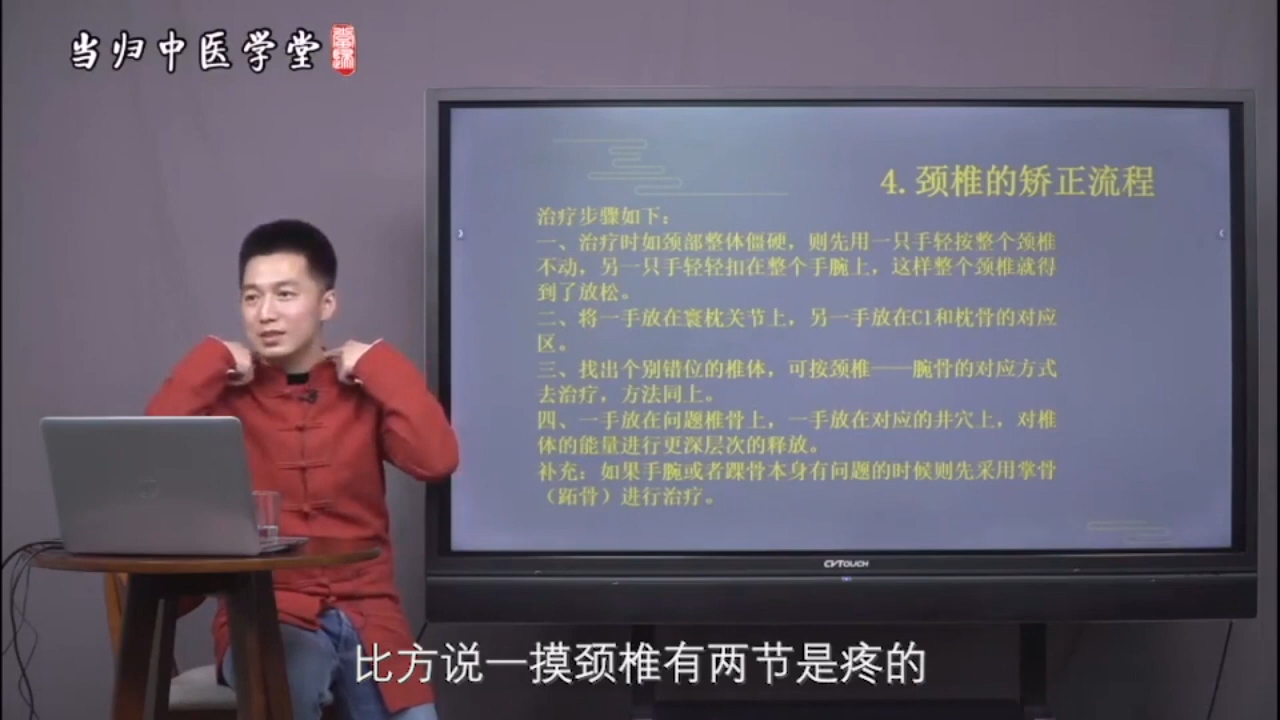 当归中医学堂
4.颈椎的矫正流程
治疗步骤如下：
一、治疗时如颈部整体僵硬，则先用一只手轻按整个颈椎
不动，另一只手轻轻扣在整个手腕上，这样整个颈椎就得
到了放松。
二、将一手放在寰枕关节上，另一手放在C1和枕骨的对应
区。
三、找出个别错位的椎体，可按颈椎——腕骨的对应方式
去治疗，方法同上。
四、一手放在问题椎骨上，一手放在对应的井穴上，对椎
体的能量进行更深层次的释放。
补充：如果手腕或者踝骨本身有问题的时候则先采用掌骨
（跖骨）进行治疗。
CVTOUCH
比方说一摸颈椎有两节是疼的